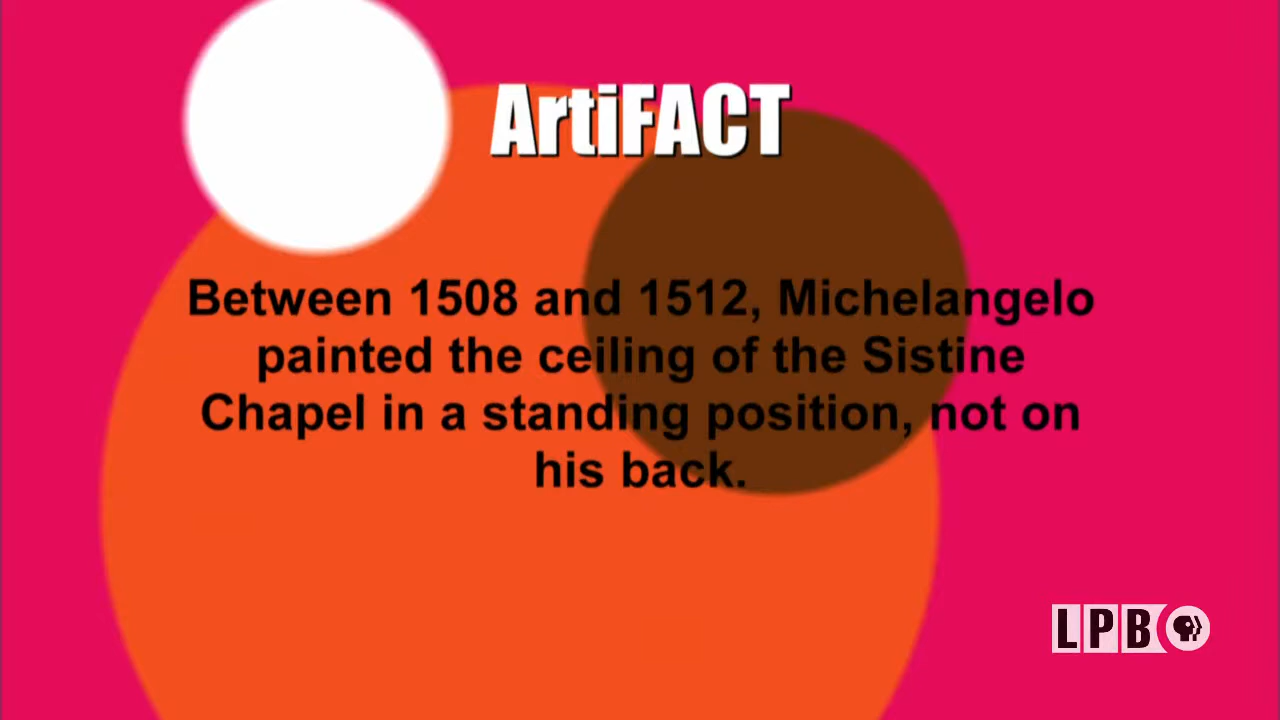 ArtiFACT
Between 1508 and 1512, Michelangelo
painted the ceiling of the Sistine
Chapel in a standing position, not on
his back.
LPB